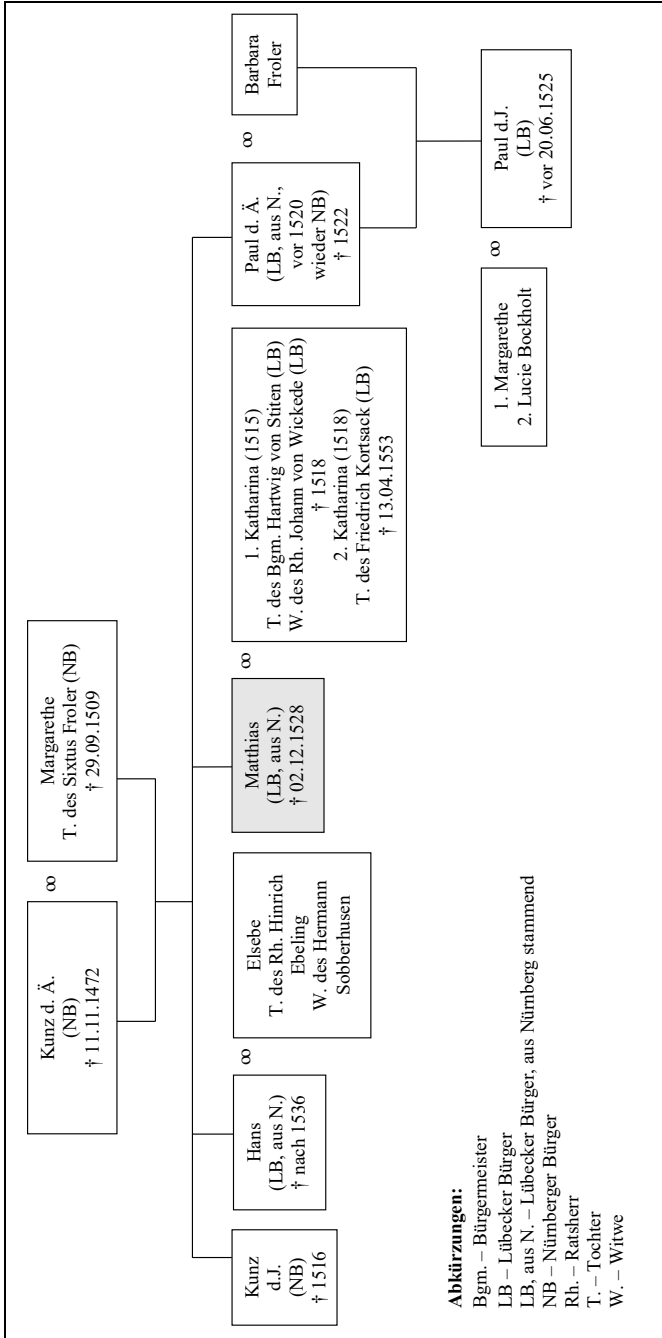 Kunz d. Ä.
(NB)
† 11.11.1472
∞
Margarethe
T. des Sixtus Froler (NB)
† 29.09.1509
Kunz
d.J.
(NB)
† 1516
Hans
(LB, aus N.)
† nach 1536
∞
Elsebe
T. des Rh. Hinrich
Ebeling
W. des Hermann
Sobberhusen
Matthias
(LB, aus N.)
† 02.12.1528
∞
1. Katharina (1515)
T. des Bgm. Hartwig von Stiten (LB)
W. des Rh. Johann von Wickede (LB)
† 1518
2. Katharina (1518)
T. des Friedrich Kortsack (LB)
† 13.04.1553
Paul d. Ä.
(LB, aus N.,
vor 1520
wieder NB)
† 1522
∞
Barbara
Froler
1. Margarethe
2. Lucie Bockholt
∞
Paul d.J.
(LB)
† vor 20.06.1525
Abkürzungen:
Bgm. – Bürgermeister
LB – Lübecker Bürger
LB, aus N. – Lübecker Bürger, aus Nürnberg stammend
NB – Nürnberger Bürger
Rh. – Ratsherr
T. – Tochter
W. – Witwe